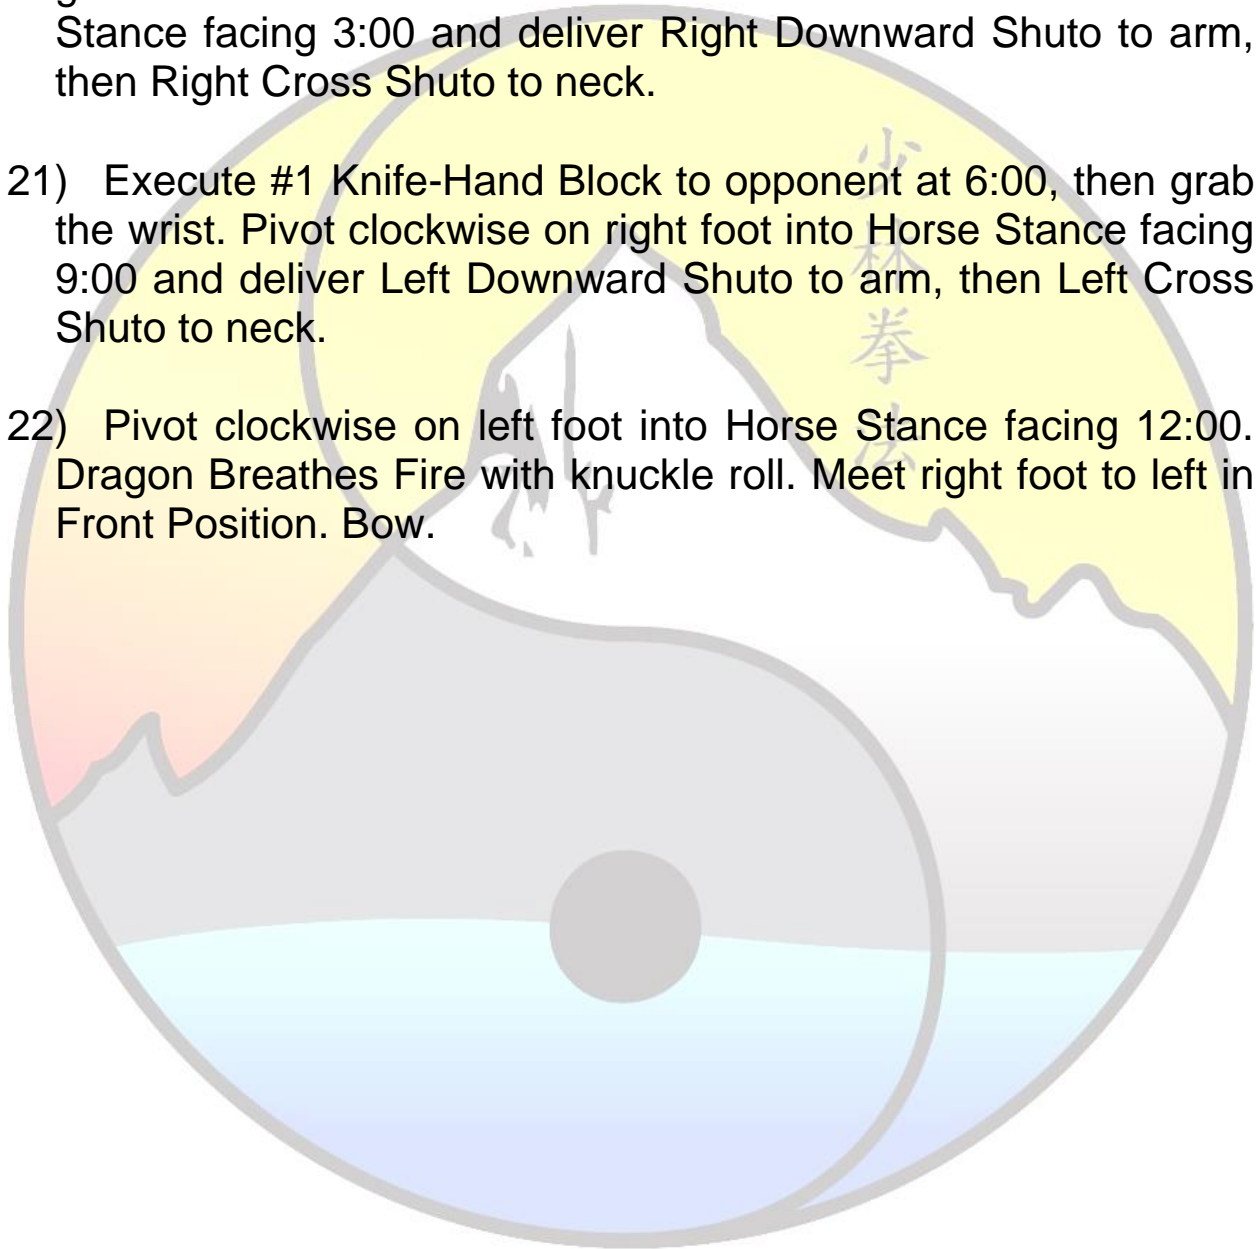 Stance facing 3:00 and deliver Right Downward Shuto to arm,
then Right Cross Shuto to neck.
21) Execute #1 Knife-Hand Block to opponent at 6:00, then grab
the wrist. Pivot clockwise on right foot into Horse Stance facing
9:00 and deliver Left Downward Shuto to arm, then Left Cross
Shuto to neck.
22) Pivot clockwise on left foot into Horse Stance facing 12:00.
Dragon Breathes Fire with knuckle roll. Meet right foot to left in
Front Position. Bow.
少林拳法